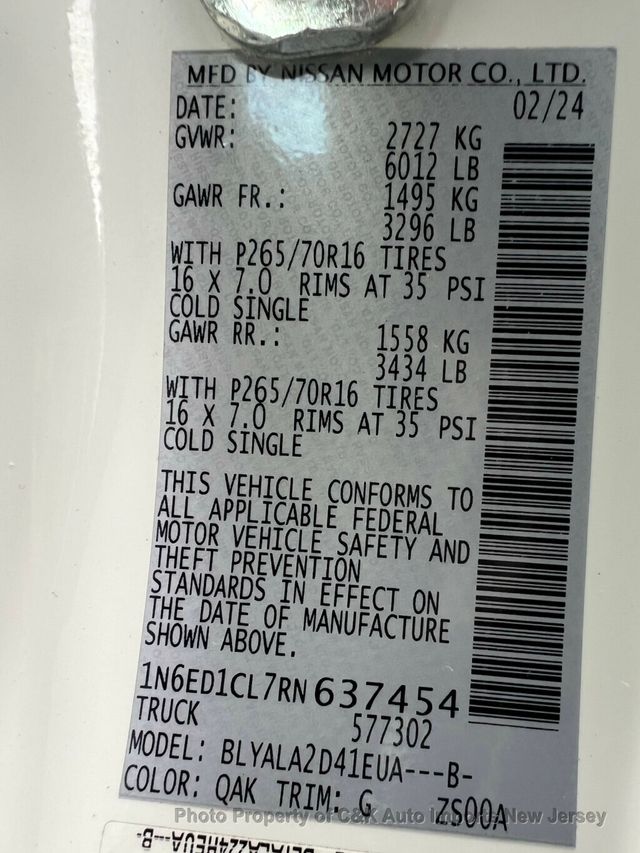 MFD BY NISSAN MOTOR CO., LTD.
DATE: 02/24
GVWR: 2727 KG
6012 LB
GAWR FR.: 1495 KG
3296 LB
WITH P265/70R16 TIRES
16 X 7.0 RIMS AT 35 PSI
COLD SINGLE
GAWR RR.: 1558 KG
3434 LB
WITH P265/70R16 TIRES
16 X 7.0 RIMS AT 35 PSI
COLD SINGLE
THIS VEHICLE CONFORMS TO
ALL APPLICABLE FEDERAL
MOTOR VEHICLE SAFETY AND
THEFT PREVENTION
STANDARDS IN EFFECT ON
THE DATE OF MANUFACTURE
SHOWN ABOVE.
1N6ED1CL7RN637454
TRUCK 577302
MODEL: BLYALA2D41EUA---B-
COLOR: QAK TRIM: G ZS00A
Photo Property of C&K Auto Imports New Jersey